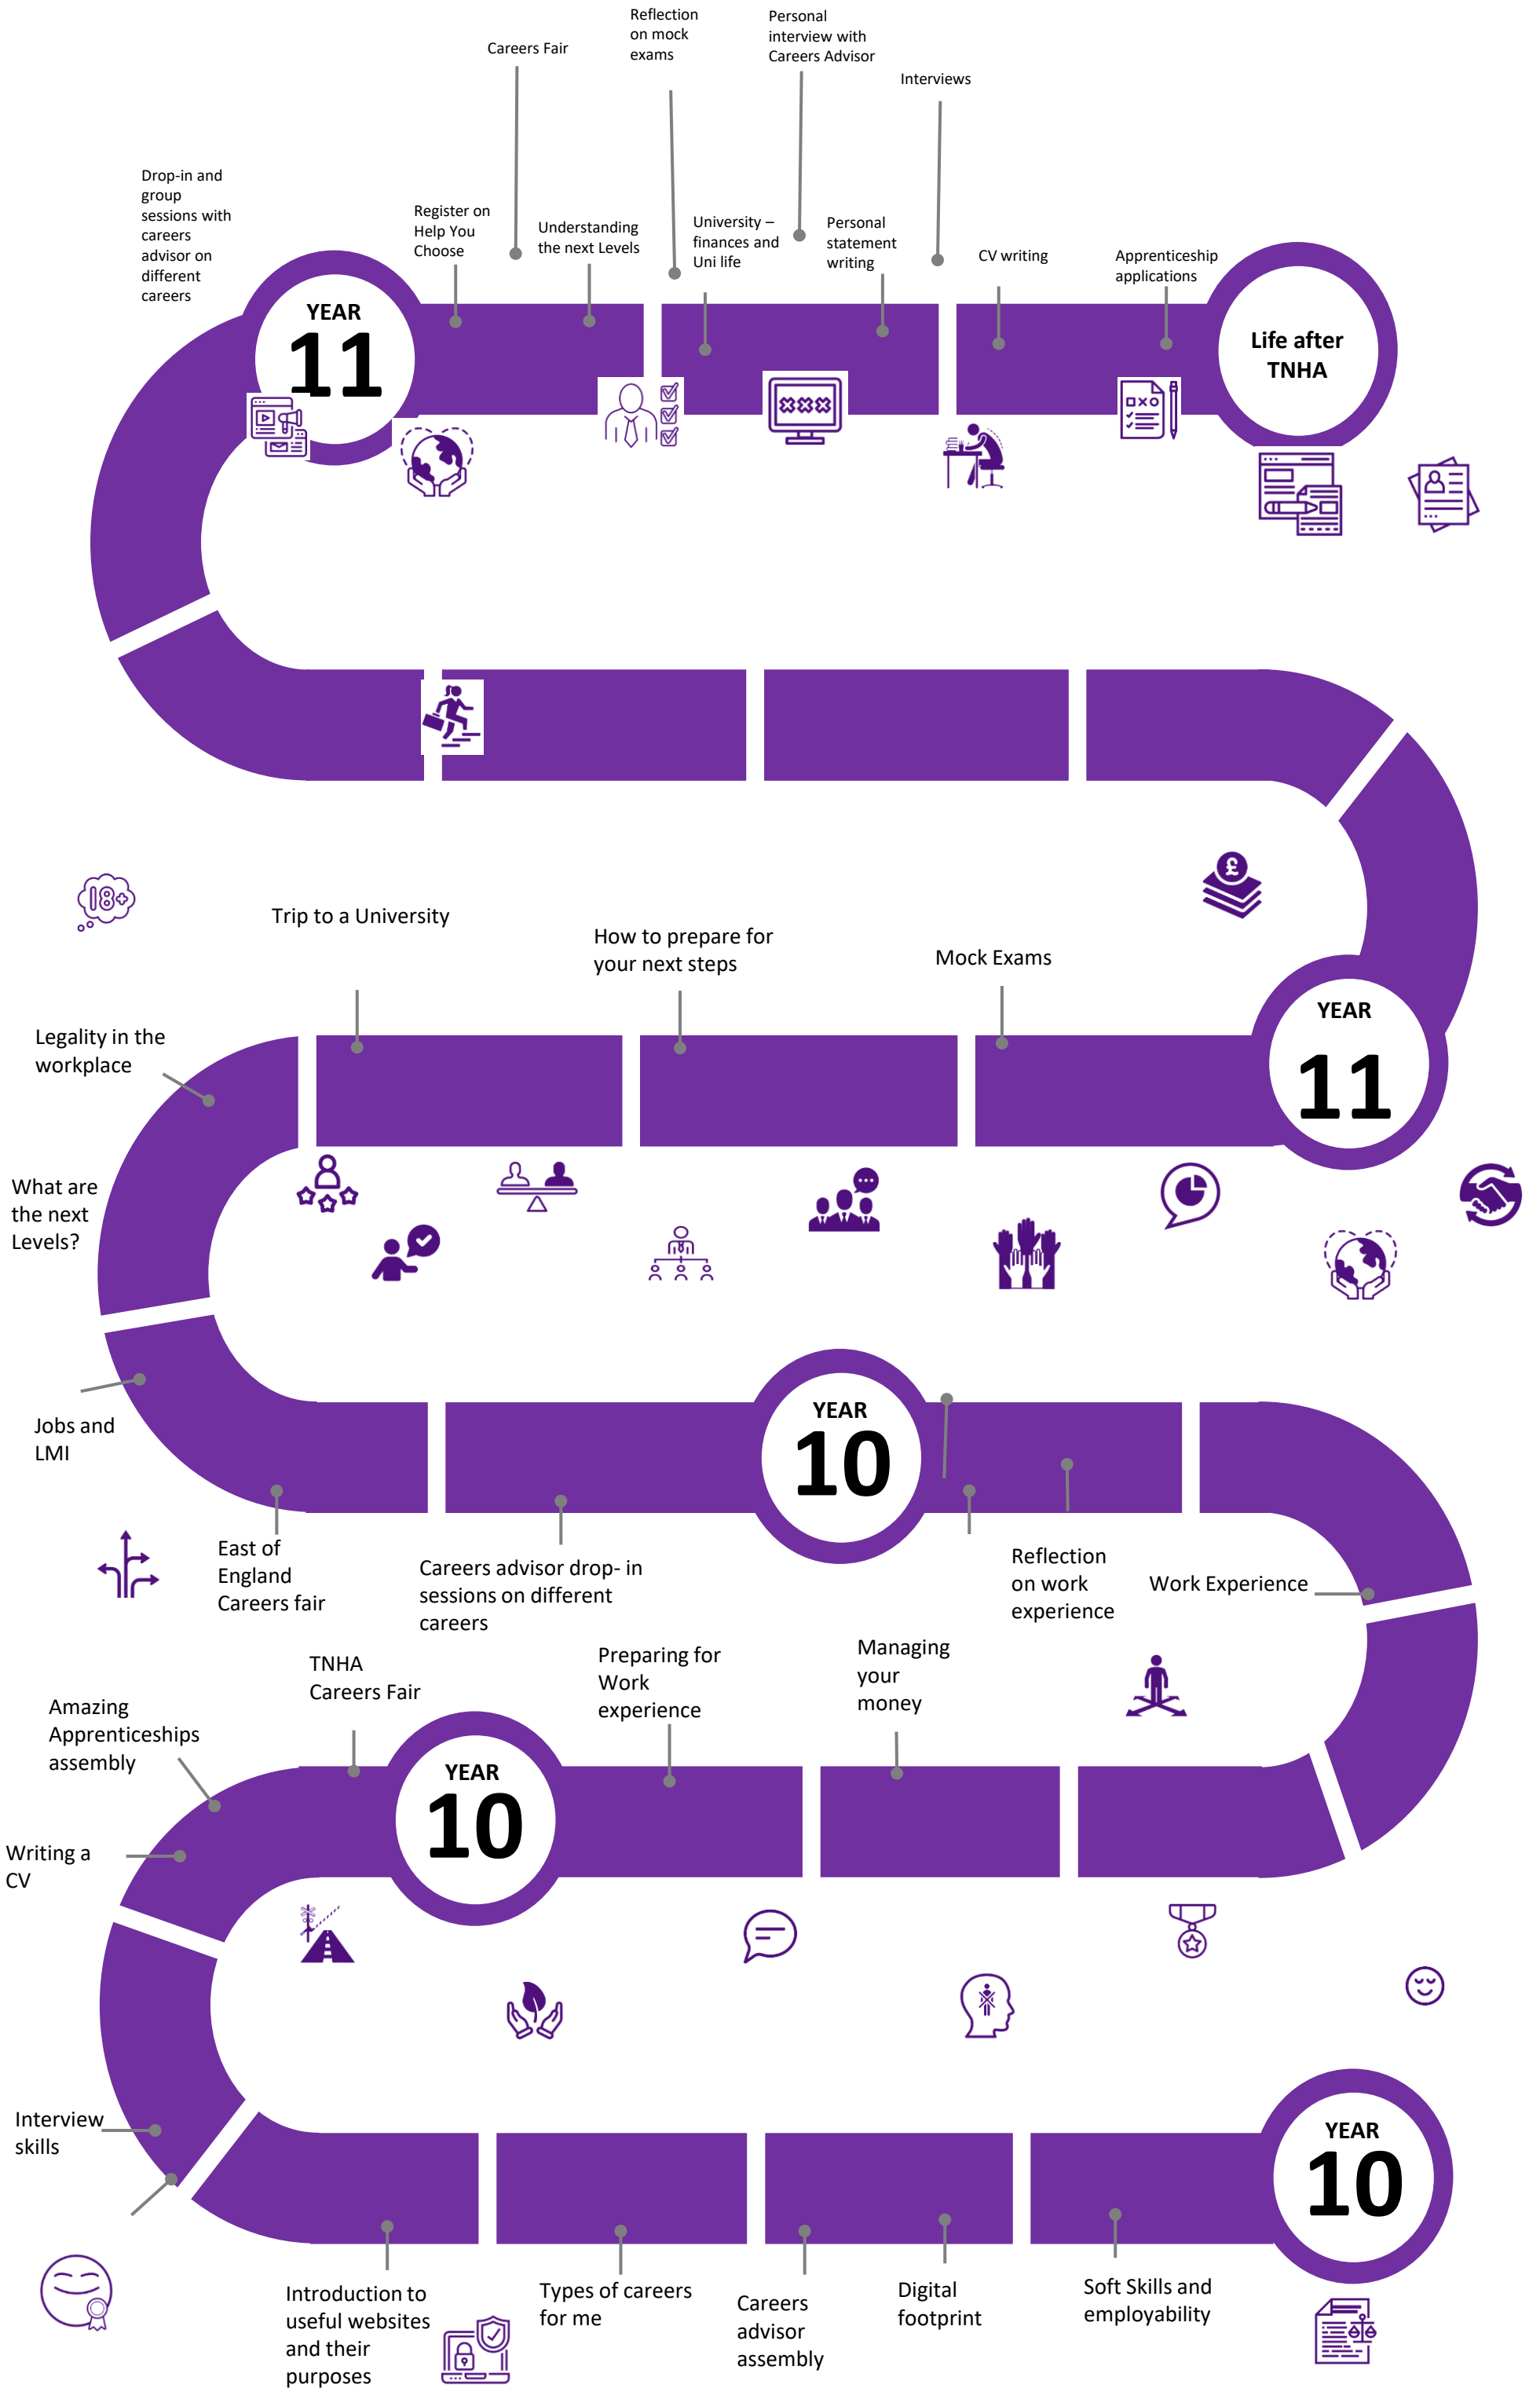 Reflection
on mock
exams
Personal
interview with
Careers Advisor
Careers Fair
Interviews
Drop-in and
group
sessions with
careers
advisor on
different
careers
Register on
Help You
Choose
Understanding
the next Levels
University –
finances and
Uni life
Personal
statement
writing
CV writing
Apprenticeship
applications
YEAR
11
Life after
TNHA
18+
£
Trip to a University
How to prepare for
your next steps
Mock Exams
YEAR
11
Legality in the
workplace
What are
the next
Levels?
Jobs and
LMI
YEAR
10
East of
England
Careers fair
Careers advisor drop- in
sessions on different
careers
Reflection
on work
experience
Work Experience
TNHA
Careers Fair
Preparing for
Work
experience
Managing
your
money
Amazing
Apprenticeships
assembly
YEAR
10
Writing a
CV
Interview
skills
YEAR
10
Introduction to
useful websites
and their
purposes
Types of careers
for me
Careers
advisor
assembly
Digital
footprint
Soft Skills and
employability